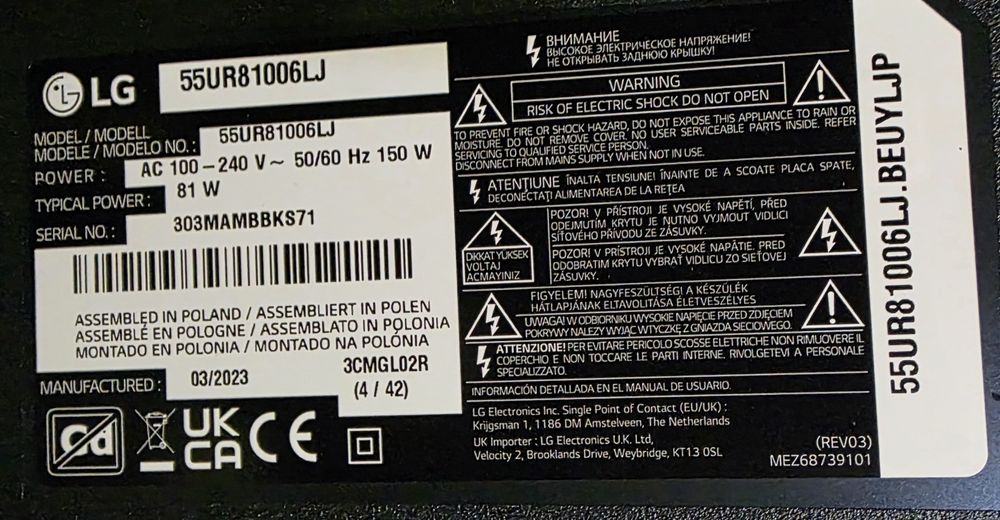 LG
55UR81006LJ
MODEL / MODELL
MODÈLE / MODELO NO.: 55UR81006LJ
POWER : AC 100 – 240 V ~ 50/60 Hz 150 W
TYPICAL POWER : 81 W
SERIAL NO. : 303MAMBBKS71
ASSEMBLED IN POLAND / ASSEMBLIERT IN POLEN
ASSEMBLÉ EN POLOGNE / ASSEMBLATO IN POLONIA
MONTADO EN POLONIA / MONTADO NA POLÓNIA
MANUFACTURED : 03/2023
3CMGL02R
(4 / 42)
Cd
UK
CA CE
ВНИМАНИЕ
ВЫСОКОЕ ЭЛЕКТРИЧЕСКОЕ НАПРЯЖЕНИЕ!
НЕ ОТКРЫВАТЬ ЗАДНЮЮ КРЫШКУ!
WARNING
RISK OF ELECTRIC SHOCK DO NOT OPEN
TO PREVENT FIRE OR SHOCK HAZARD, DO NOT EXPOSE THIS APPLIANCE TO RAIN OR
MOISTURE. DO NOT REMOVE COVER. NO USER SERVICEABLE PARTS INSIDE. REFER
SERVICING TO QUALIFIED SERVICE PERSON.
DISCONNECT FROM MAINS SUPPLY WHEN NOT IN USE.
ATENȚIUNE ÎNALTA TENSIUNE! ÎNAINTE DE A SCOATE PLACA SPATE,
DECONECTAȚI ALIMENTAREA DE LA REȚEA
DIKKAT YUKSEK
VOLTAJ
ACMAYINIZ
POZOR! V PŘÍSTROJI JE VYSOKÉ NAPĚTÍ, PŘED
ODEJMUTÍM KRYTU JE NUTNO VYJMOUT VIDLICI
SÍŤOVÉHO PŘÍVODU ZE ZÁSUVKY.
POZOR! V PRÍSTROJI JE VYSOKÉ NAPÄTIE. PRED
ODOBRATIM KRYTU VYBRAŤ VIDLICU ZO SIEŤOVEJ
ZÁSUVKY.
FIGYELEM! NAGYFESZÜLTSÉGI A KÉSZÜLÉK
HÁTLAPJÁNAK ELTÁVOLÍTÁSA ÉLETVESZÉLYES
UWAGA! W ODBIORNIKU WYSOKIE NAPIĘCIE PRZED ZDJĘCIEM
POKRYWY NALEŻY WYJĄĆ WTYCZKĘ Z GNIAZDA SIECIOWEGO.
ATTENZIONE! PER EVITARE PERICOLO SCOSSE ELETTRICHE NON RIMUOVERE IL
COPERCHIO E NON TOCCARE LE PARTI INTERNE. RIVOLGETEVI A PERSONALE
SPECIALIZZATO.
INFORMACIÓN DETALLADA EN EL MANUAL DE USUARIO.
LG Electronics Inc. Single Point of Contact (EU/UK) :
Krijgsman 1, 1186 DM Amstelveen, The Netherlands
UK Importer : LG Electronics U.K. Ltd,
Velocity 2, Brooklands Drive, Weybridge, KT13 0SL
(REV03)
MEZ68739101
55UR81006LJ.BEUYLJP